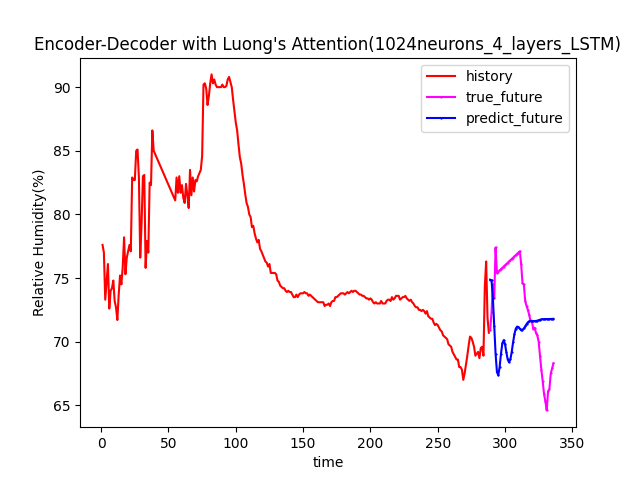 Encoder-Decoder with Luong's Attention(1024neurons_4_layers_LSTM)
history
true_future
predict_future
Relative Humidity(%)
90
85
80
75
70
65
0 50 100 150 200 250 300 350
time